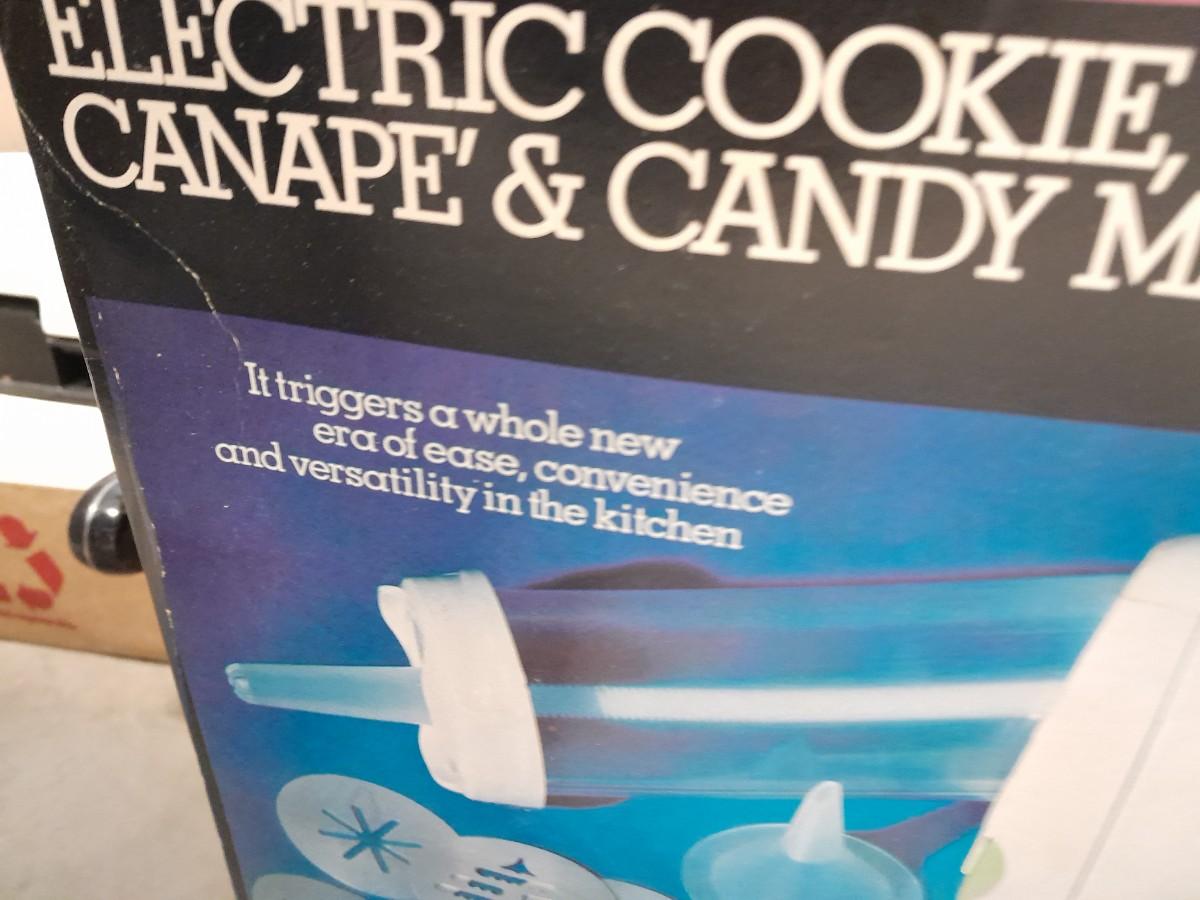 ELECTRIC COOKIE,
CANAPE' & CANDY
It triggers a whole new
era of ease, convenience
and versatility in the kitchen